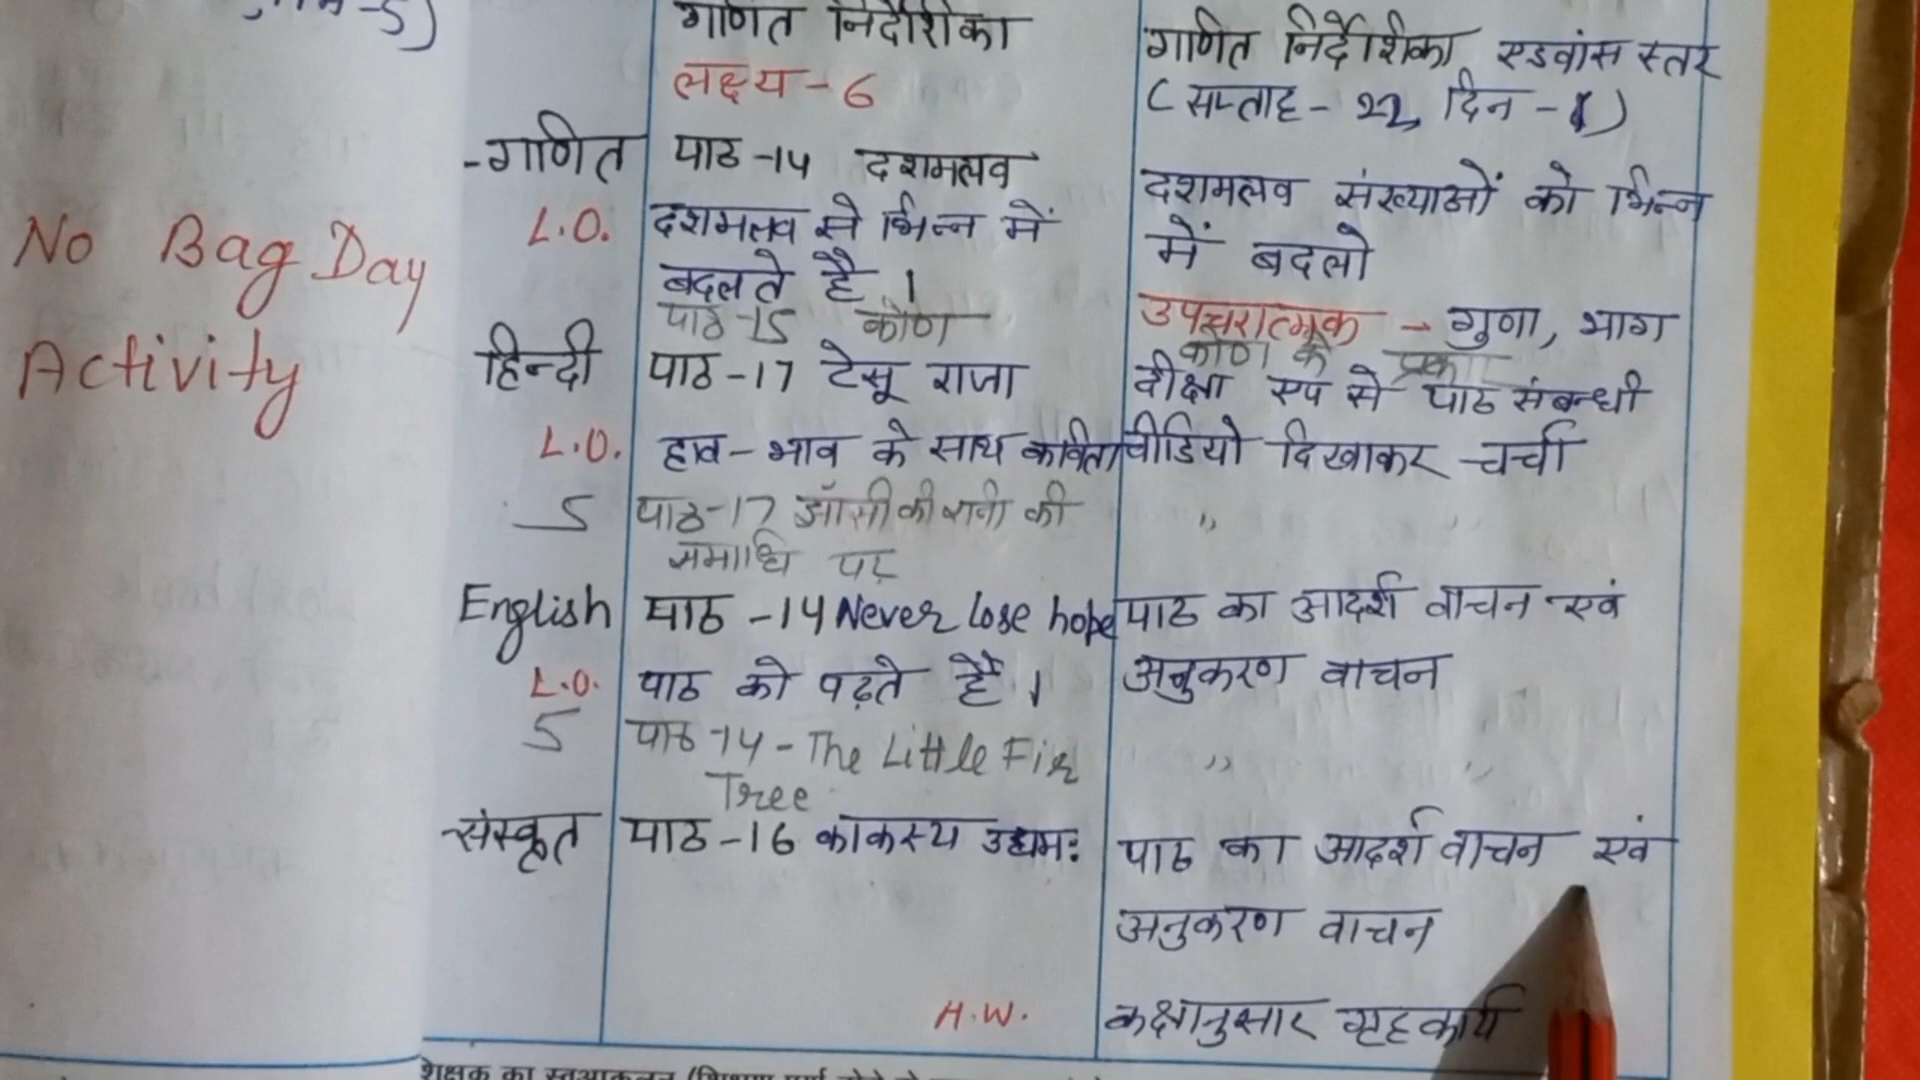 गणित निर्देशिका
लक्ष्य - 6
गणित निर्देशिका एडवांस स्तर
( सप्ताह - 22, दिन - 1 )
No Bag Day
Activity
- गणित
पाठ -14 दशमलव
L.O.
दशमलव से भिन्न में
बदलते है ।
दशमलव संख्याओं को भिन्न
में बदलो
पाठ -15 कोण
उपचारात्मक - गुणा, भाग
कोण के प्रका
हिन्दी
पाठ -17 टेसू राजा
दीक्षा एप से पाठ संबन्धी
L.O.
हाव - भाव के साथ कविता
वीडियो दिखाकर चर्चा
5
पाठ-17 झाँसी की रानी की
समाधि पर
" "
English
पाठ -14 Never lose hope
पाठ का आदर्श वाचन एवं
L.O.
पाठ को पढ़ते हैं ।
अनुकरण वाचन
5
पाठ -14 - The Little Fir
Tree
" "
संस्कृत
पाठ -16 काकस्य उद्यमः
पाठ का आदर्श वाचन एवं
अनुकरण वाचन
H.W.
कक्षानुसार गृहकार्य
शिक्षक का स्वआकलन